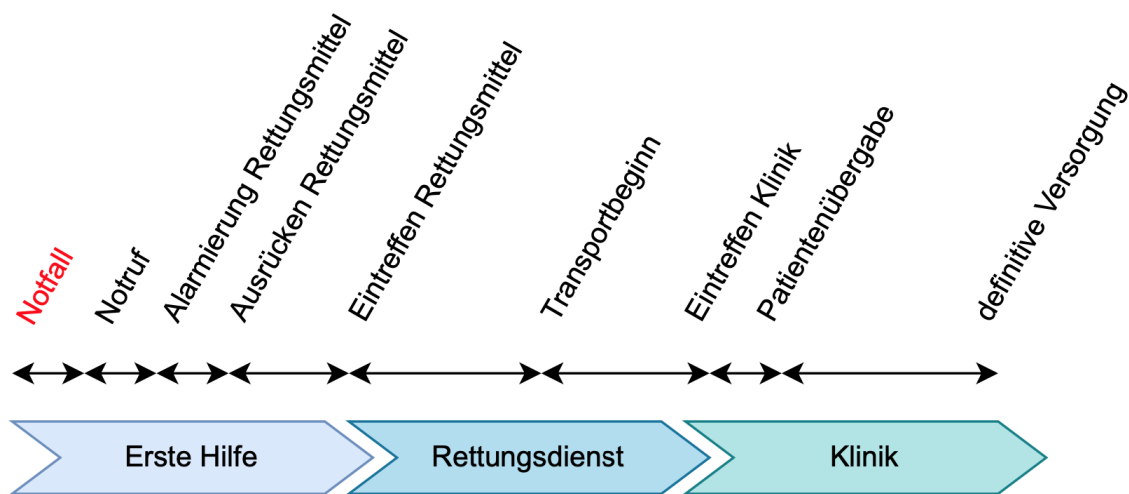 Notfall
Notruf
Alarmierung Rettungsmittel
Ausrücken Rettungsmittel
Eintreffen Rettungsmittel
Transportbeginn
Eintreffen Klinik
Patientenübergabe
definitive Versorgung
Erste Hilfe
Rettungsdienst
Klinik